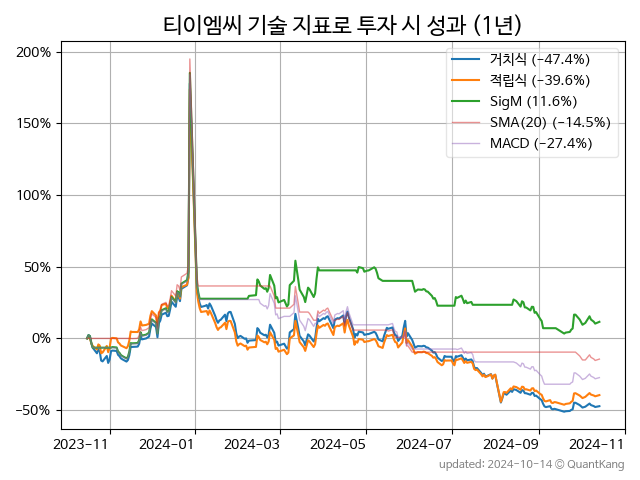 티이엠씨 기술 지표로 투자 시 성과 (1년)
거치식 (−47.4%)
적립식 (−39.6%)
SigM (11.6%)
SMA(20) (−14.5%)
MACD (−27.4%)
200%
150%
100%
50%
0%
−50%
2023−11 2024−01 2024−03 2024−05 2024−07 2024−09 2024−11
updated: 2024-10-14 © QuantKang